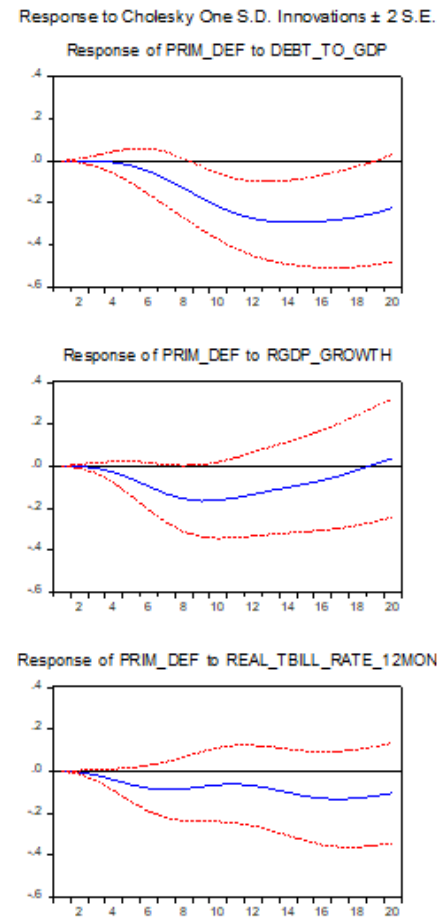 Response to Cholesky One S.D. Innovations ± 2 S.E.
Response of PRIM_DEF to DEBT_TO_GDP
.4
.2
.0
-.2
-.4
-.6
2 4 6 8 10 12 14 16 18 20
Response of PRIM_DEF to RGDP_GROWTH
.4
.2
.0
-.2
-.4
-.6
2 4 6 8 10 12 14 16 18 20
Response of PRIM_DEF to REAL_TBILL_RATE_12MON
.4
.2
.0
-.2
-.4
-.6
2 4 6 8 10 12 14 16 18 20